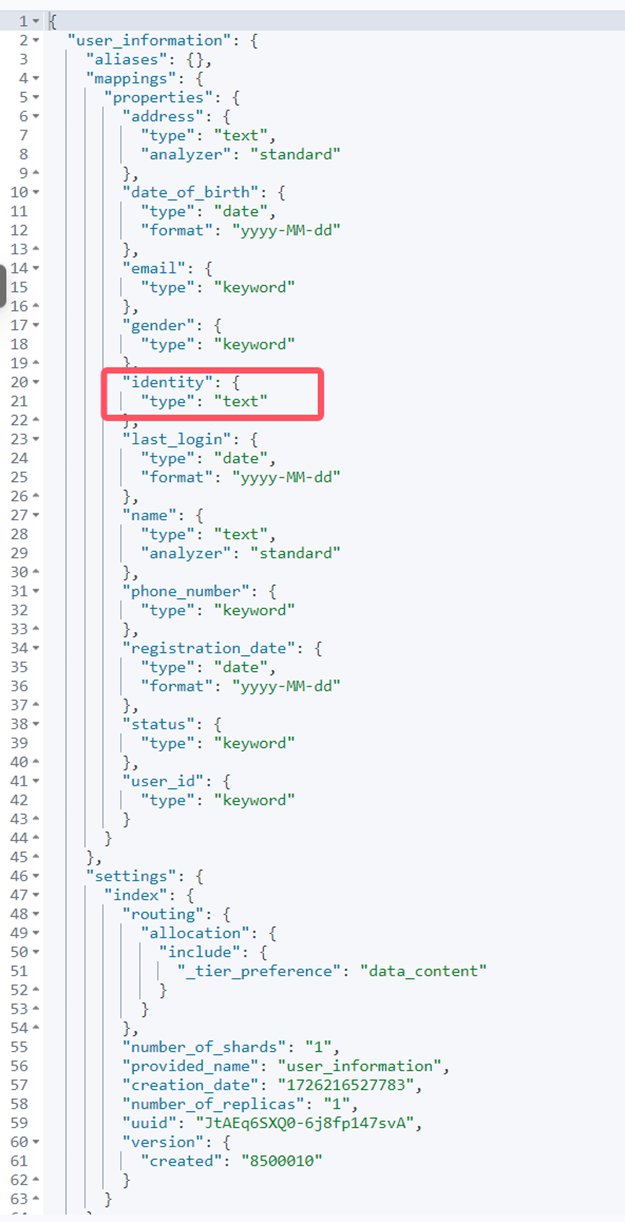 1 {
2 "user_information": {
3 "aliases": {},
4 "mappings": {
5 "properties": {
6 "address": {
7 "type": "text",
8 "analyzer": "standard"
9 },
10 "date_of_birth": {
11 "type": "date",
12 "format": "yyyy-MM-dd"
13 },
14 "email": {
15 "type": "keyword"
16 },
17 "gender": {
18 "type": "keyword"
19 },
20 "identity": {
21 "type": "text"
22 },
23 "last_login": {
24 "type": "date",
25 "format": "yyyy-MM-dd"
26 },
27 "name": {
28 "type": "text",
29 "analyzer": "standard"
30 },
31 "phone_number": {
32 "type": "keyword"
33 },
34 "registration_date": {
35 "type": "date",
36 "format": "yyyy-MM-dd"
37 },
38 "status": {
39 "type": "keyword"
40 },
41 "user_id": {
42 "type": "keyword"
43 }
44 }
45 },
46 "settings": {
47 "index": {
48 "routing": {
49 "allocation": {
50 "include": {
51 "_tier_preference": "data_content"
52 }
53 }
54 },
55 "number_of_shards": "1",
56 "provided_name": "user_information",
57 "creation_date": "1726216527783",
58 "number_of_replicas": "1",
59 "uuid": "JtAEq6SXQ0-6j8fp147svA",
60 "version": {
61 "created": "8500010"
62 }
63 }